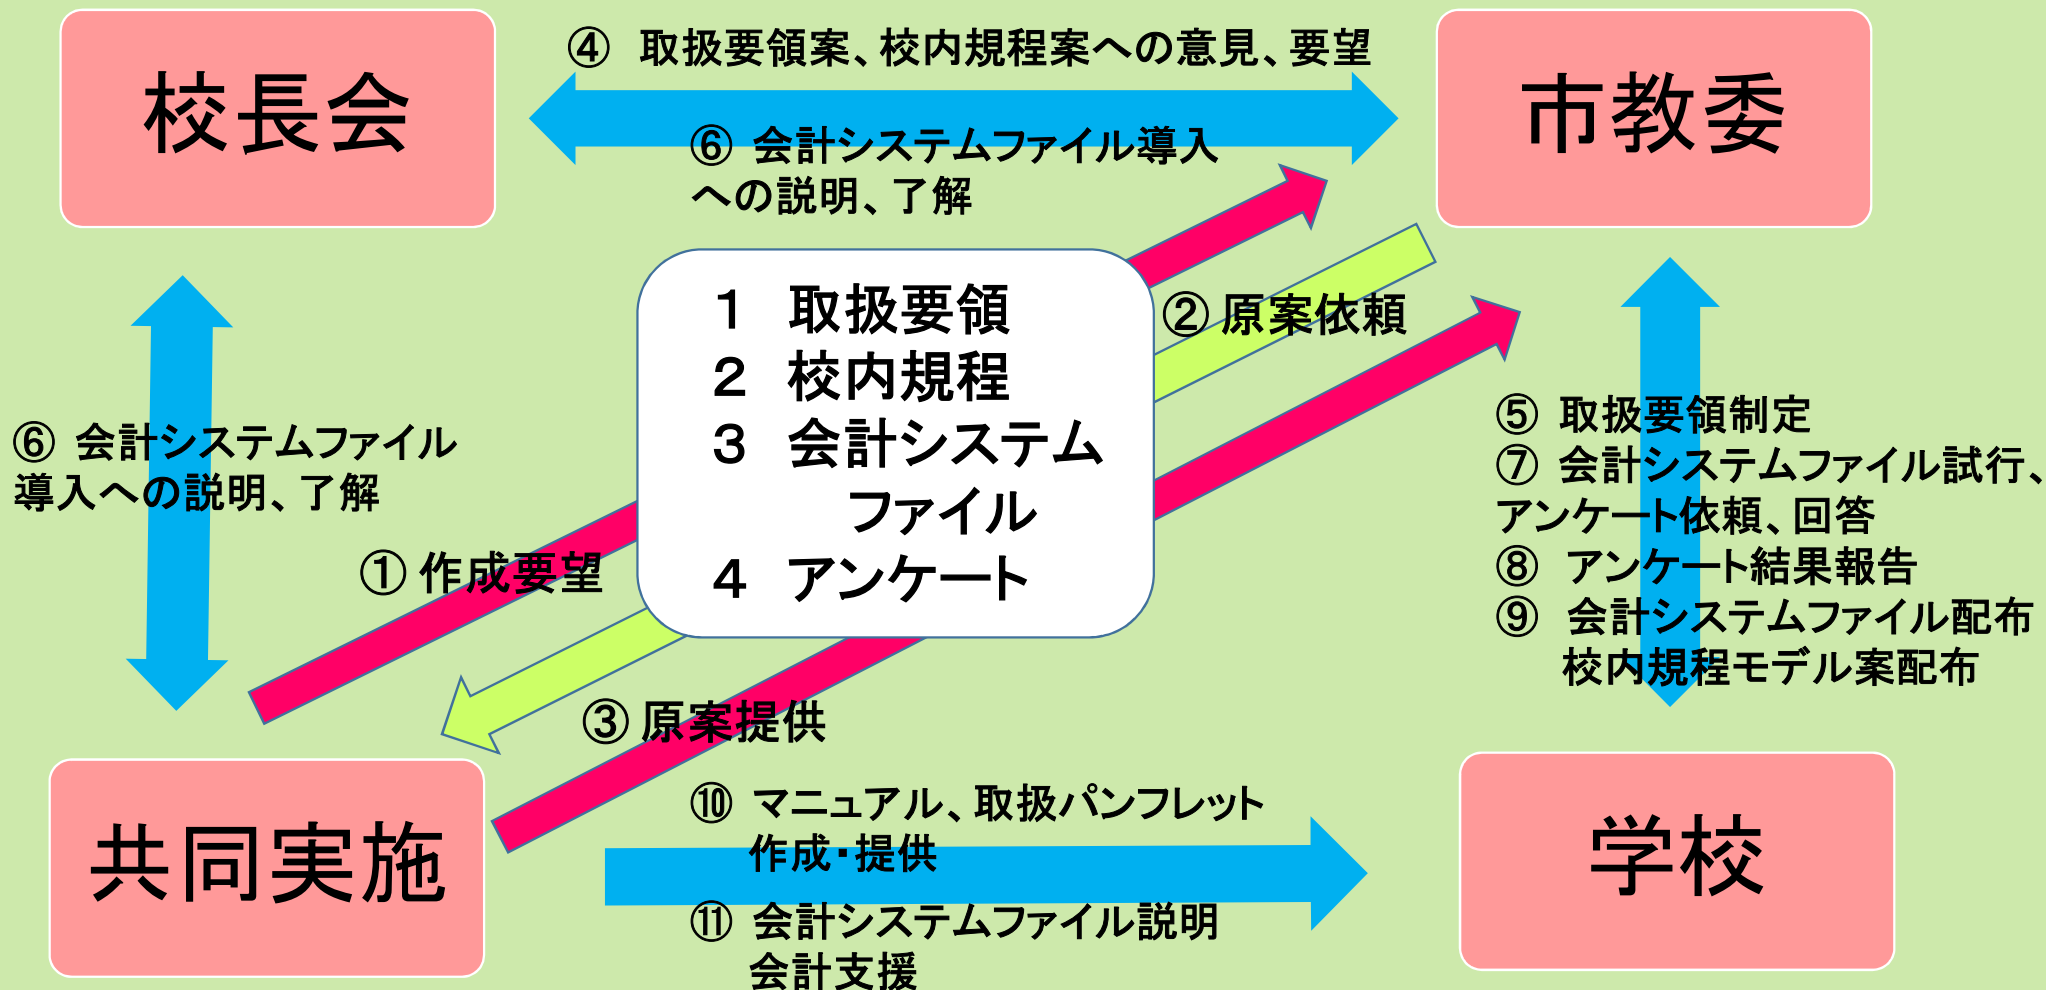 校長会
④　取扱要領案、校内規程案への意見、要望
市教委
⑥ 会計システムファイル導入
への説明、了解
１　取扱要領
２　校内規程
３　会計システム
ファイル
４　アンケート
② 原案依頼
⑥ 会計システムファイル
導入への説明、了解
① 作成要望
⑤ 取扱要領制定
⑦ 会計システムファイル試行、
アンケート依頼、回答
⑧　アンケート結果報告
⑨　会計システムファイル配布
校内規程モデル案配布
③ 原案提供
共同実施
⑩ マニュアル、取扱パンフレット
作成・提供
⑪ 会計システムファイル説明
会計支援
学校